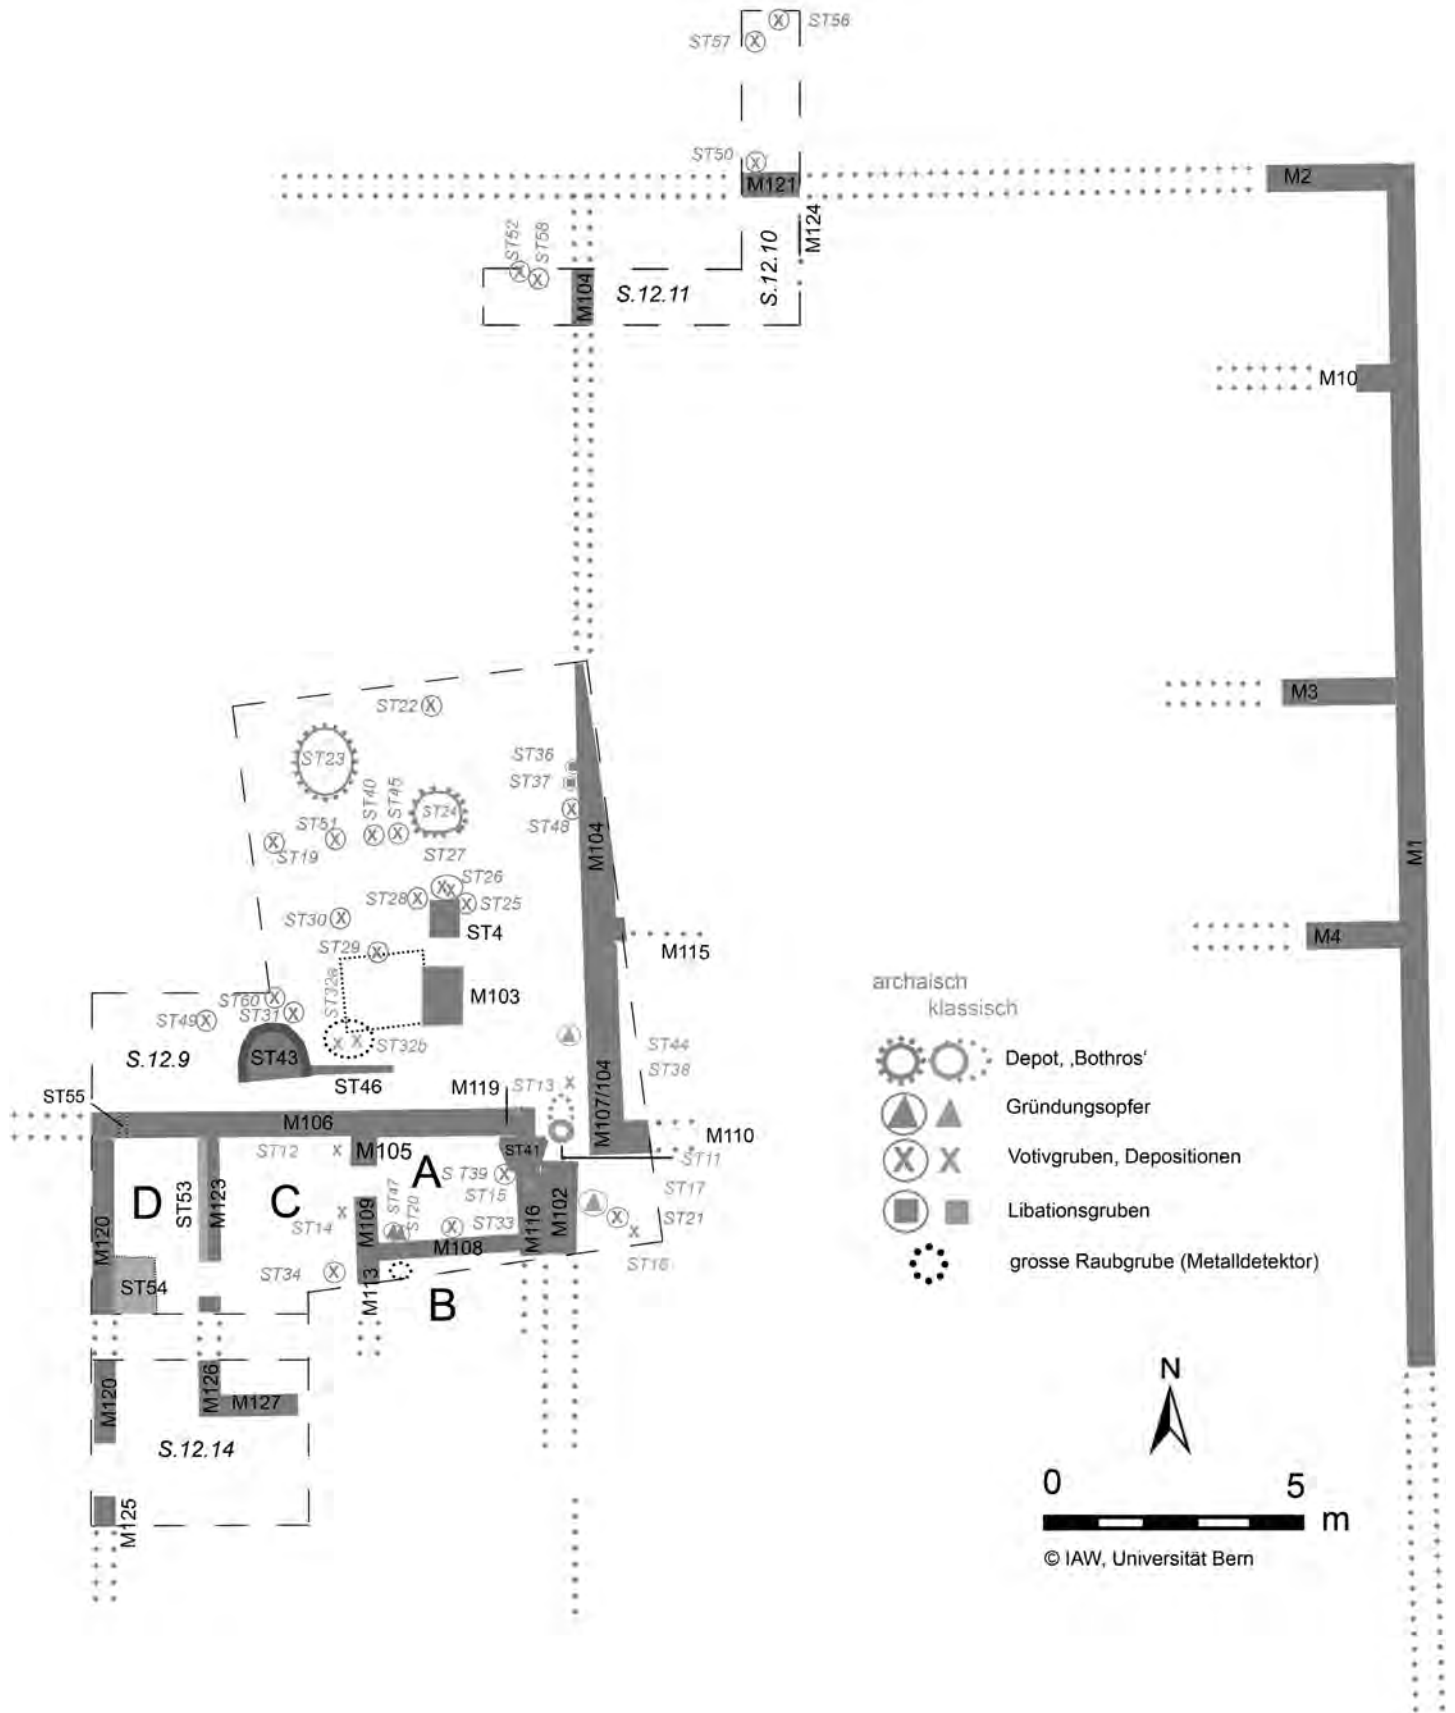 ST56
ST57
ST50
M121
M2
M124
ST52
ST58
S.12.10
M104
S.12.11
M10
ST22
M3
ST23
ST36
ST37
ST40
ST45
ST24
ST51
ST48
ST19
ST27
M104
M1
ST26
ST28
ST25
ST30
ST4
M4
ST29
M115
ST32a
M103
archaisch
klassisch
ST60
ST31
ST49
ST43
ST32b
ST44
S.12.9
Depot, ‚Bothros‘
ST38
ST46
M119
ST13
M107/104
ST55
M106
Gründungsopfer
M110
ST12
M105
A
ST41
ST11
Votivgruben, Depositionen
S T39
ST53
M123
C
ST47
ST20
ST15
M102
ST17
D
M109
M116
Libationsgruben
ST14
ST33
ST21
M120
M108
ST16
grosse Raubgrube (Metalldetektor)
ST34
ST54
M113
B
N
M120
M126
M127
S.12.14
0 5
m
M125
© IAW, Universität Bern